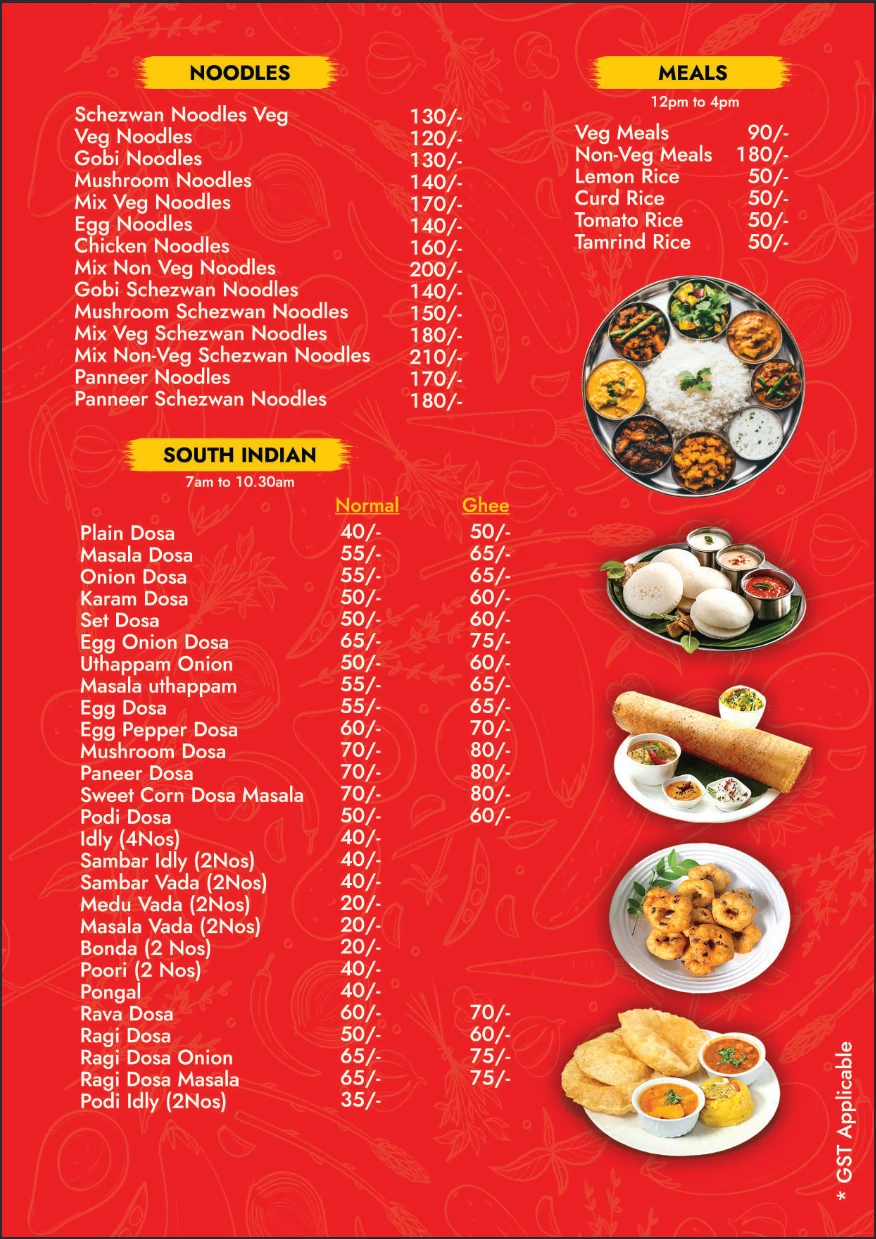 NOODLES
Schezwan Noodles Veg 130/-
Veg Noodles 120/-
Gobi Noodles 130/-
Mushroom Noodles 140/-
Mix Veg Noodles 170/-
Egg Noodles 140/-
Chicken Noodles 160/-
Mix Non Veg Noodles 200/-
Gobi Schezwan Noodles 140/-
Mushroom Schezwan Noodles 150/-
Mix Veg Schezwan Noodles 180/-
Mix Non-Veg Schezwan Noodles 210/-
Panneer Noodles 170/-
Panneer Schezwan Noodles 180/-
MEALS
12pm to 4pm
Veg Meals 90/-
Non-Veg Meals 180/-
Lemon Rice 50/-
Curd Rice 50/-
Tomato Rice 50/-
Tamrind Rice 50/-
SOUTH INDIAN
7am to 10.30am
Normal Ghee
Plain Dosa 40/- 50/-
Masala Dosa 55/- 65/-
Onion Dosa 55/- 65/-
Karam Dosa 50/- 60/-
Set Dosa 50/- 60/-
Egg Onion Dosa 65/- 75/-
Uthappam Onion 50/- 60/-
Masala uthappam 55/- 65/-
Egg Dosa 55/- 65/-
Egg Pepper Dosa 60/- 70/-
Mushroom Dosa 70/- 80/-
Paneer Dosa 70/- 80/-
Sweet Corn Dosa Masala 70/- 80/-
Podi Dosa 50/- 60/-
Idly (4Nos) 40/-
Sambar Idly (2Nos) 40/-
Sambar Vada (2Nos) 40/-
Medu Vada (2Nos) 20/-
Masala Vada (2Nos) 20/-
Bonda (2 Nos) 20/-
Poori (2 Nos) 40/-
Pongal 40/-
Rava Dosa 60/- 70/-
Ragi Dosa 50/- 60/-
Ragi Dosa Onion 65/- 75/-
Ragi Dosa Masala 65/- 75/-
Podi Idly (2Nos) 35/-
* GST Applicable